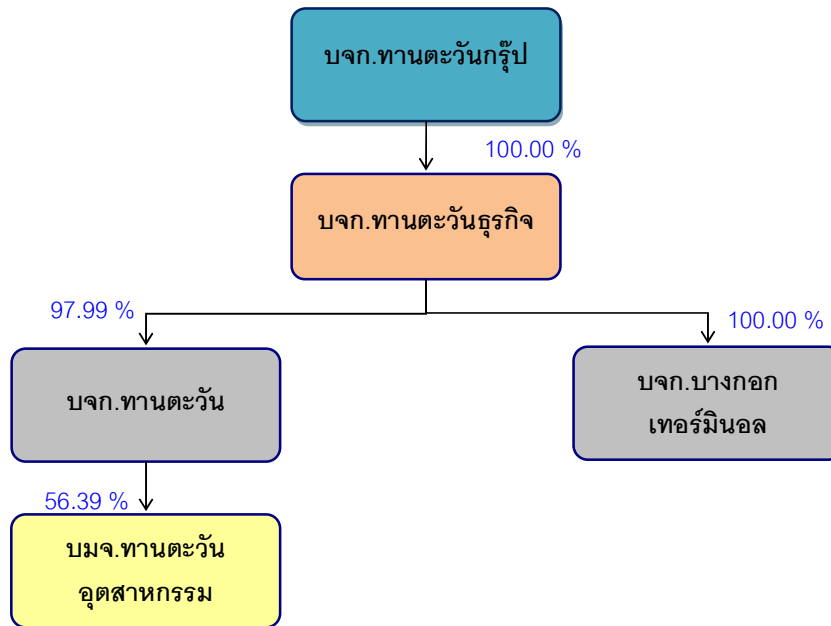 บจก.ทานตะวันกรุ๊ป
100.00 %
บจก.ทานตะวันธุรกิจ
97.99 %
100.00 %
บจก.ทานตะวัน
บจก.บางกอก
เทอร์มินอล
56.39 %
บมจ.ทานตะวัน
อุตสาหกรรม